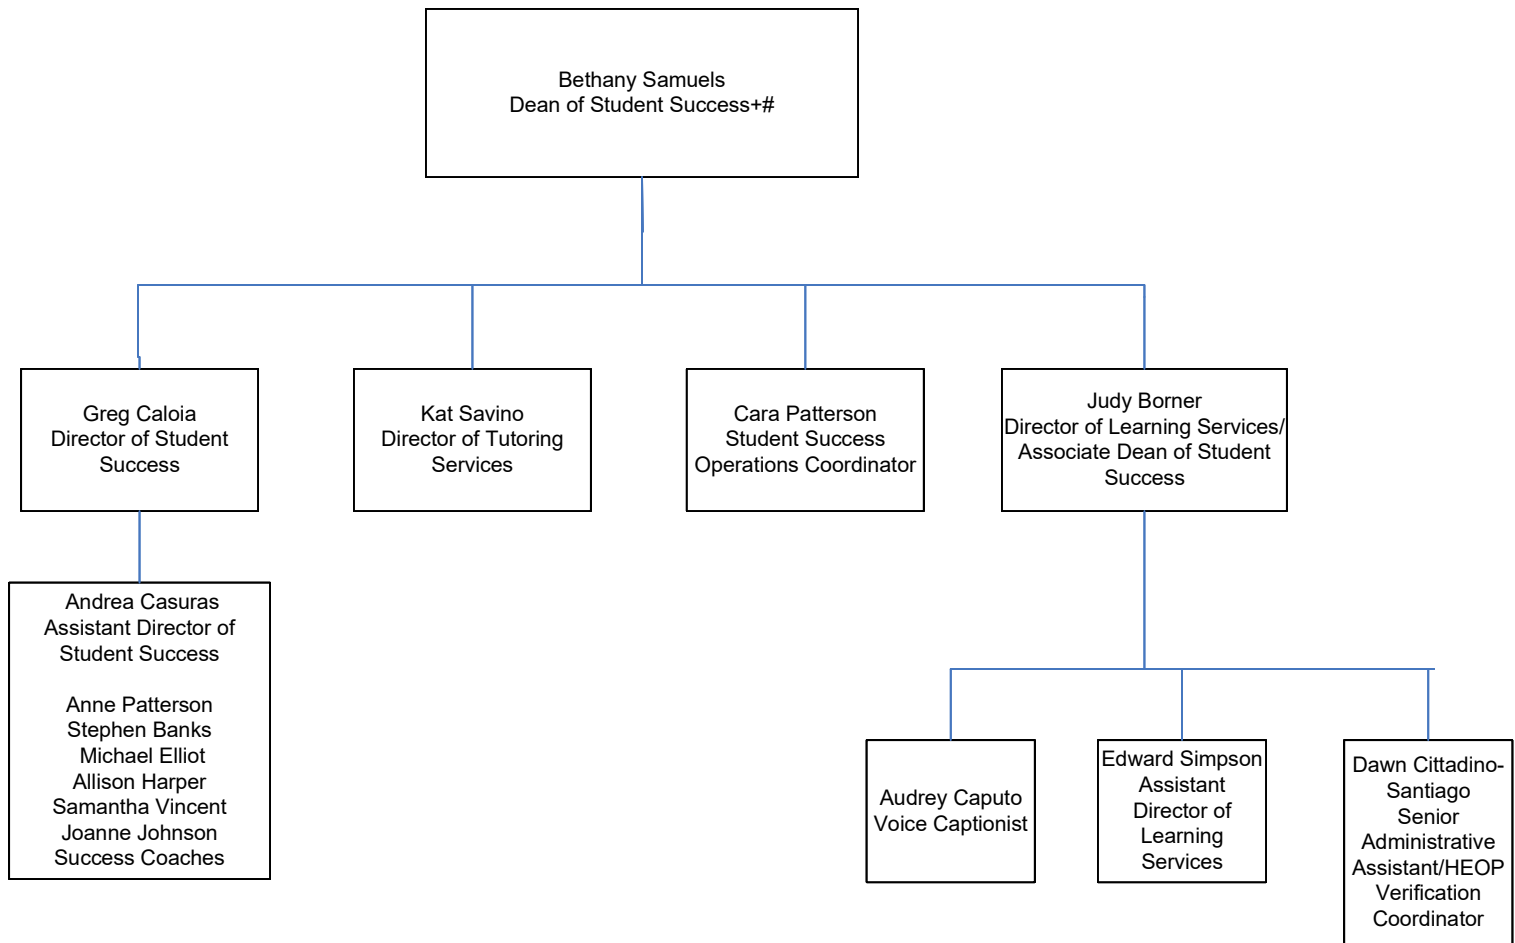 Bethany Samuels
Dean of Student Success+#
Greg Caloia
Director of Student
Success
Kat Savino
Director of Tutoring
Services
Cara Patterson
Student Success
Operations Coordinator
Judy Borner
Director of Learning Services/
Associate Dean of Student
Success
Andrea Casuras
Assistant Director of
Student Success
Anne Patterson
Stephen Banks
Michael Elliot
Allison Harper
Samantha Vincent
Joanne Johnson
Success Coaches
Audrey Caputo
Voice Captionist
Edward Simpson
Assistant
Director of
Learning
Services
Dawn Cittadino-
Santiago
Senior
Administrative
Assistant/HEOP
Verification
Coordinator